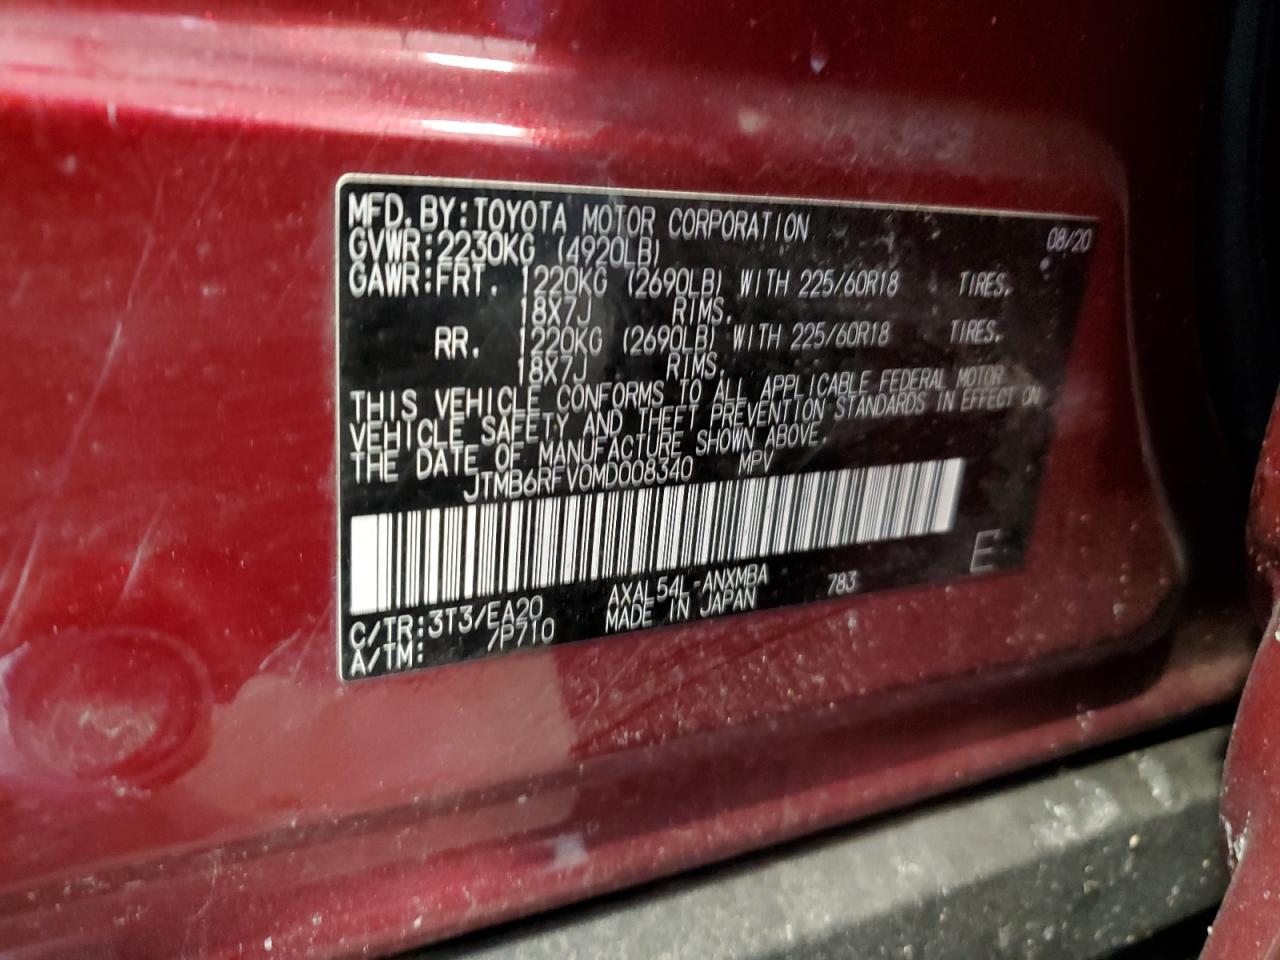 MFD. BY: TOYOTA MOTOR CORPORATION 08/20
GVWR: 2230KG (4920LB)
GAWR: FRT. 1220KG (2690LB) WITH 225/60R18 TIRES,
18X7J RIMS,
RR. 1220KG (2690LB) WITH 225/60R18 TIRES,
18X7J RIMS,
THIS VEHICLE CONFORMS TO ALL APPLICABLE FEDERAL MOTOR
VEHICLE SAFETY AND THEFT PREVENTION STANDARDS IN EFFECT ON
THE DATE OF MANUFACTURE SHOWN ABOVE.
JTMB6RFV0MD008340 MPV
E
C/TR: 3T3/EA20 AXAL54L-ANXMBA 783
A/TM: /P710 MADE IN JAPAN